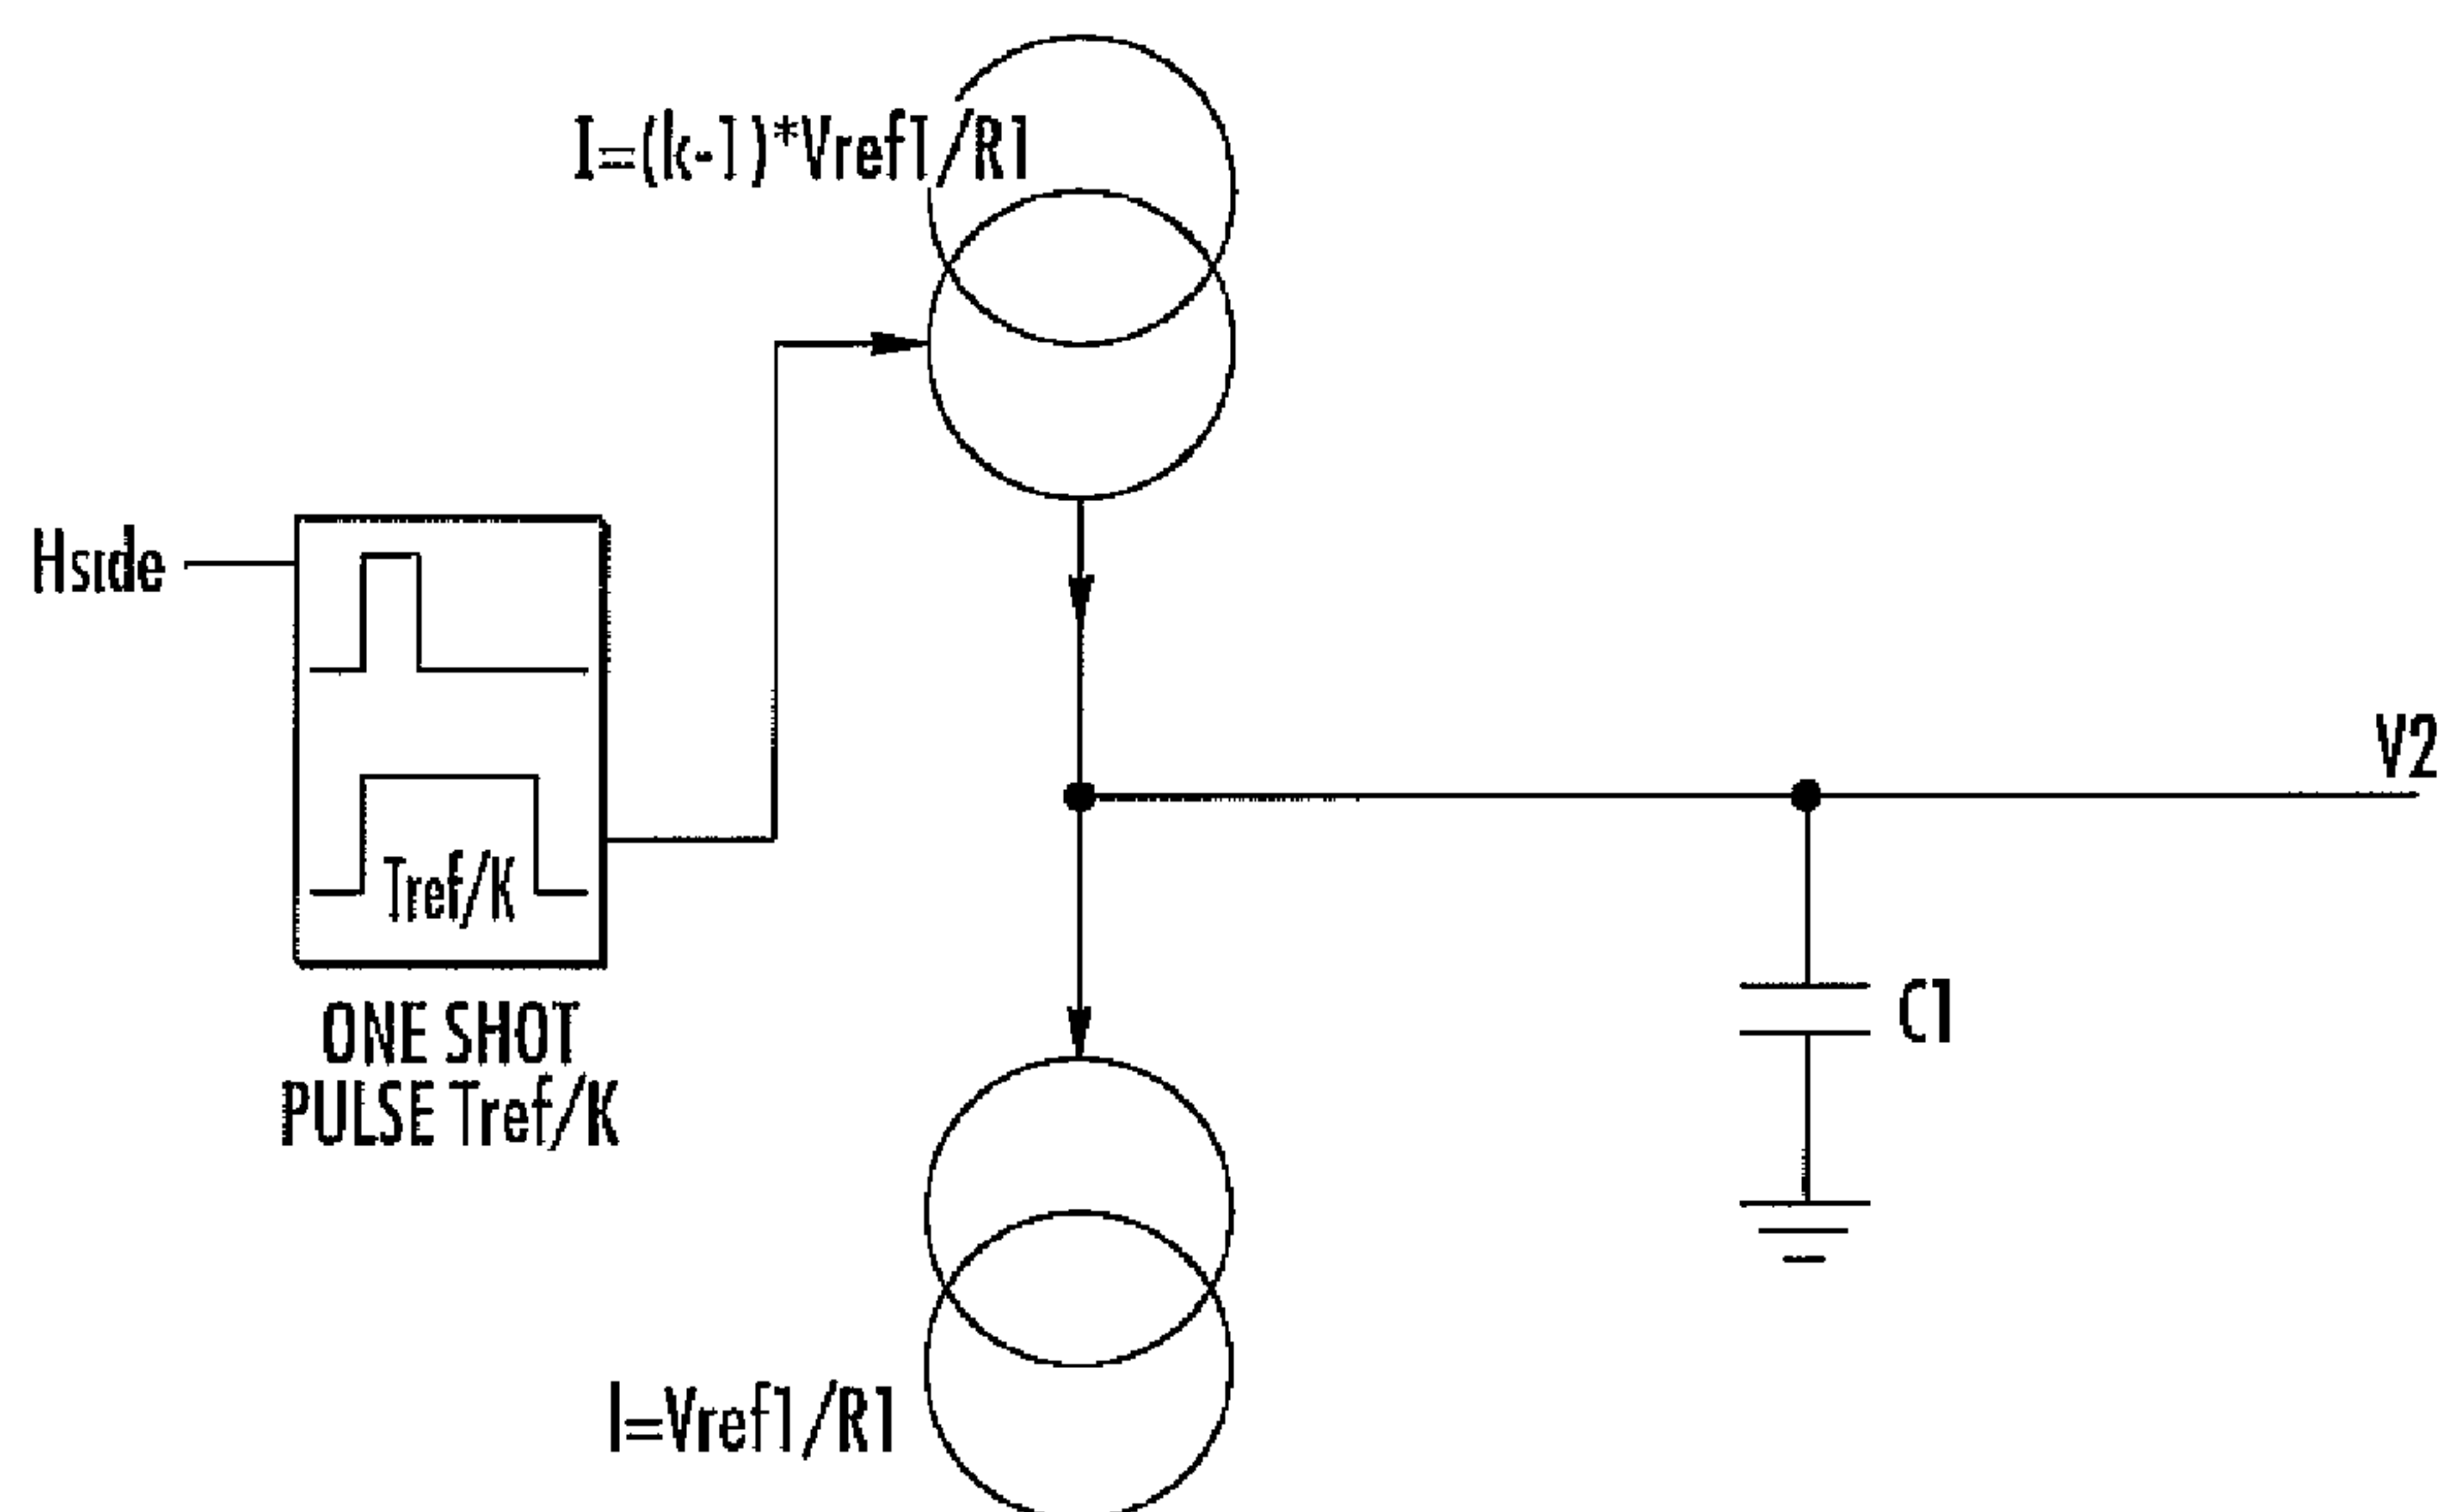 I=(k-1)*Vref1/R1
Hside
Tref/K
ONE SHOT
PULSE Tref/K
V2
C1
I=Vref1/R1